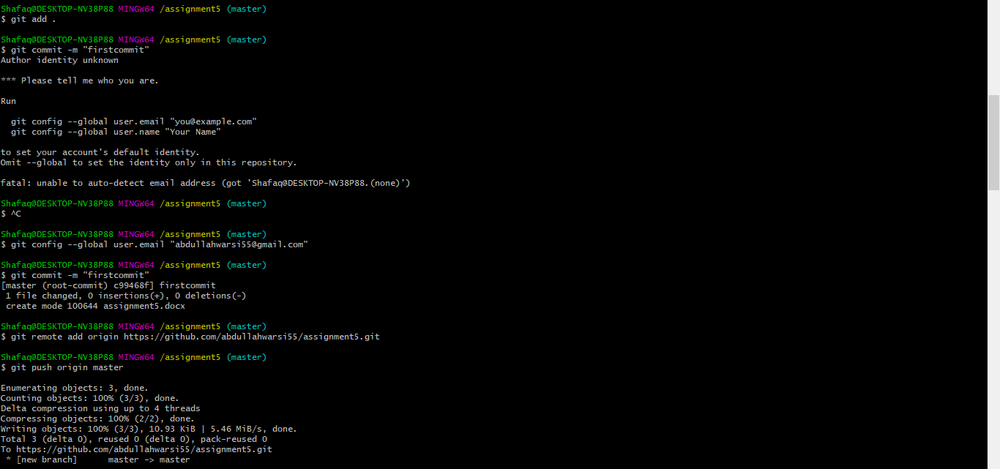 Shafaq@DESKTOP-NV38P88 MINGW64 /assignment5 (master)
$ git add .
Shafaq@DESKTOP-NV38P88 MINGW64 /assignment5 (master)
$ git commit -m "firstcommit"
Author identity unknown
*** Please tell me who you are.
Run
  git config --global user.email "you@example.com"
  git config --global user.name "Your Name"
to set your account's default identity.
Omit --global to set the identity only in this repository.
fatal: unable to auto-detect email address (got 'Shafaq@DESKTOP-NV38P88.(none)')
Shafaq@DESKTOP-NV38P88 MINGW64 /assignment5 (master)
$ ^C
Shafaq@DESKTOP-NV38P88 MINGW64 /assignment5 (master)
$ git config --global user.email "abdullahwarsi55@gmail.com"
Shafaq@DESKTOP-NV38P88 MINGW64 /assignment5 (master)
$ git commit -m "firstcommit"
[master (root-commit) c99468f] firstcommit
 1 file changed, 0 insertions(+), 0 deletions(-)
 create mode 100644 assignment5.docx
Shafaq@DESKTOP-NV38P88 MINGW64 /assignment5 (master)
$ git remote add origin https://github.com/abdullahwarsi55/assignment5.git
Shafaq@DESKTOP-NV38P88 MINGW64 /assignment5 (master)
$ git push origin master
Enumerating objects: 3, done.
Counting objects: 100% (3/3), done.
Delta compression using up to 4 threads
Compressing objects: 100% (2/2), done.
Writing objects: 100% (3/3), 10.93 KiB | 5.46 MiB/s, done.
Total 3 (delta 0), reused 0 (delta 0), pack-reused 0
To https://github.com/abdullahwarsi55/assignment5.git
 * [new branch]      master -> master